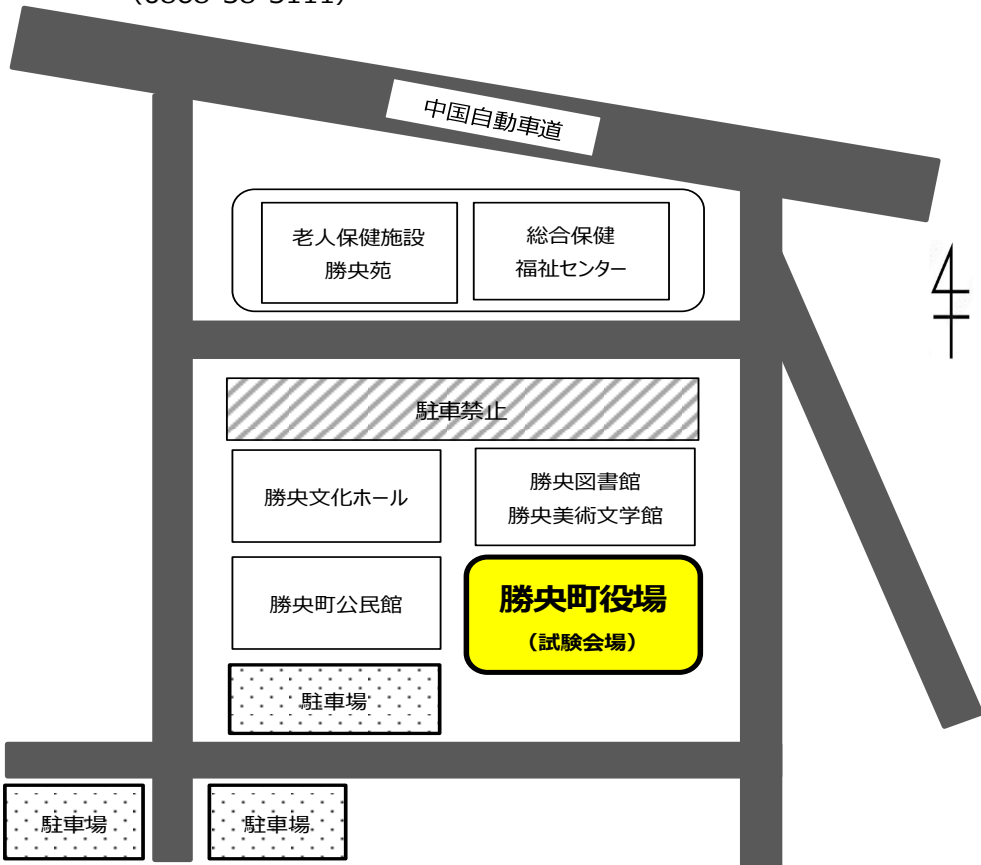 中国自動車道
老人保健施設
勝央苑
総合保健
福祉センター
駐車禁止
勝央文化ホール
勝央図書館
勝央美術文学館
勝央町公民館
勝央町役場
（試験会場）
駐車場
駐車場
駐車場